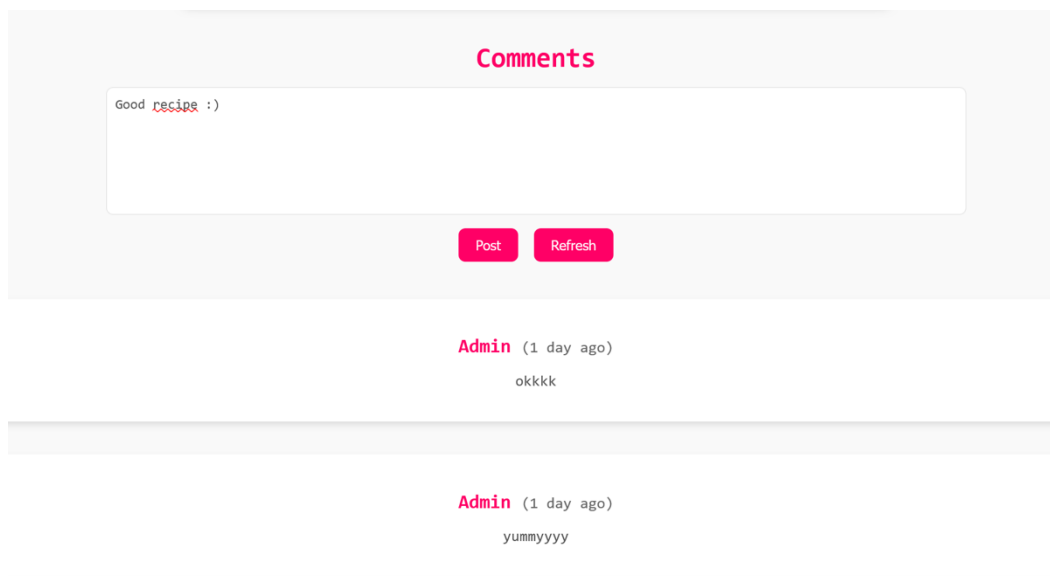 Comments
Good recipe :)
Post Refresh
Admin (1 day ago)
okkkk
Admin (1 day ago)
yummyyyy